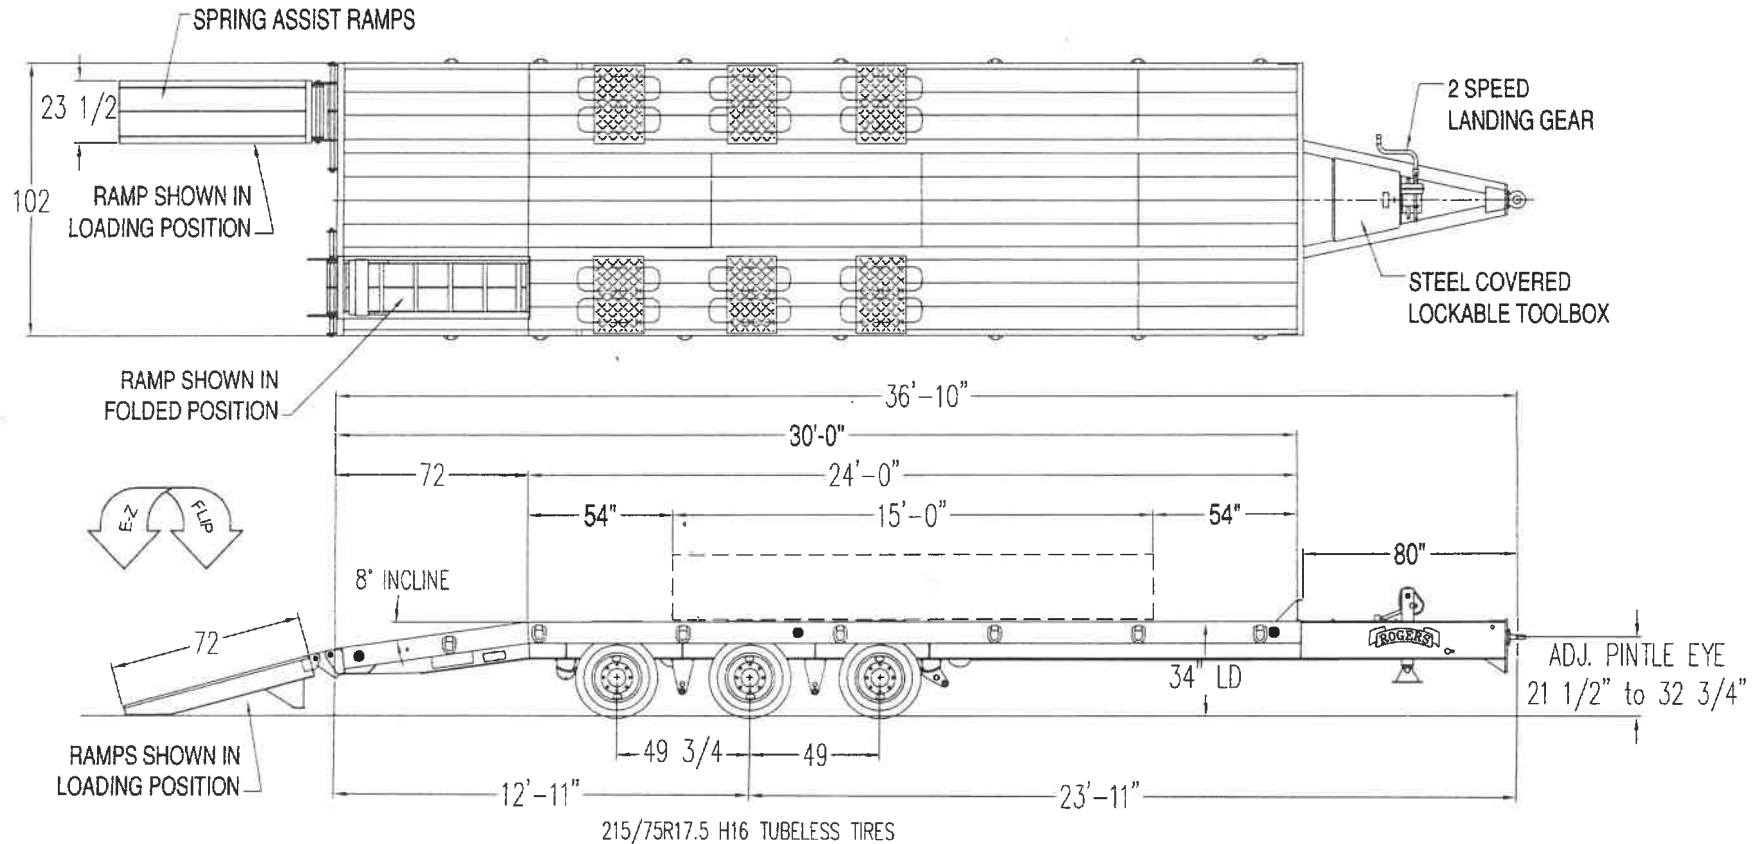 SPRING ASSIST RAMPS
23 1/2
102
RAMP SHOWN IN
LOADING POSITION
2 SPEED
LANDING GEAR
STEEL COVERED
LOCKABLE TOOLBOX
RAMP SHOWN IN
FOLDED POSITION
36'-10"
30'-0"
72
24'-0"
54"
15'-0"
54"
80"
E-Z
FLIP
8° INCLINE
72
ROGERS
34" LD
ADJ. PINTLE EYE
21 1/2" to 32 3/4"
RAMPS SHOWN IN
LOADING POSITION
49 3/4
49
12'-11"
23'-11"
215/75R17.5 H16 TUBELESS TIRES